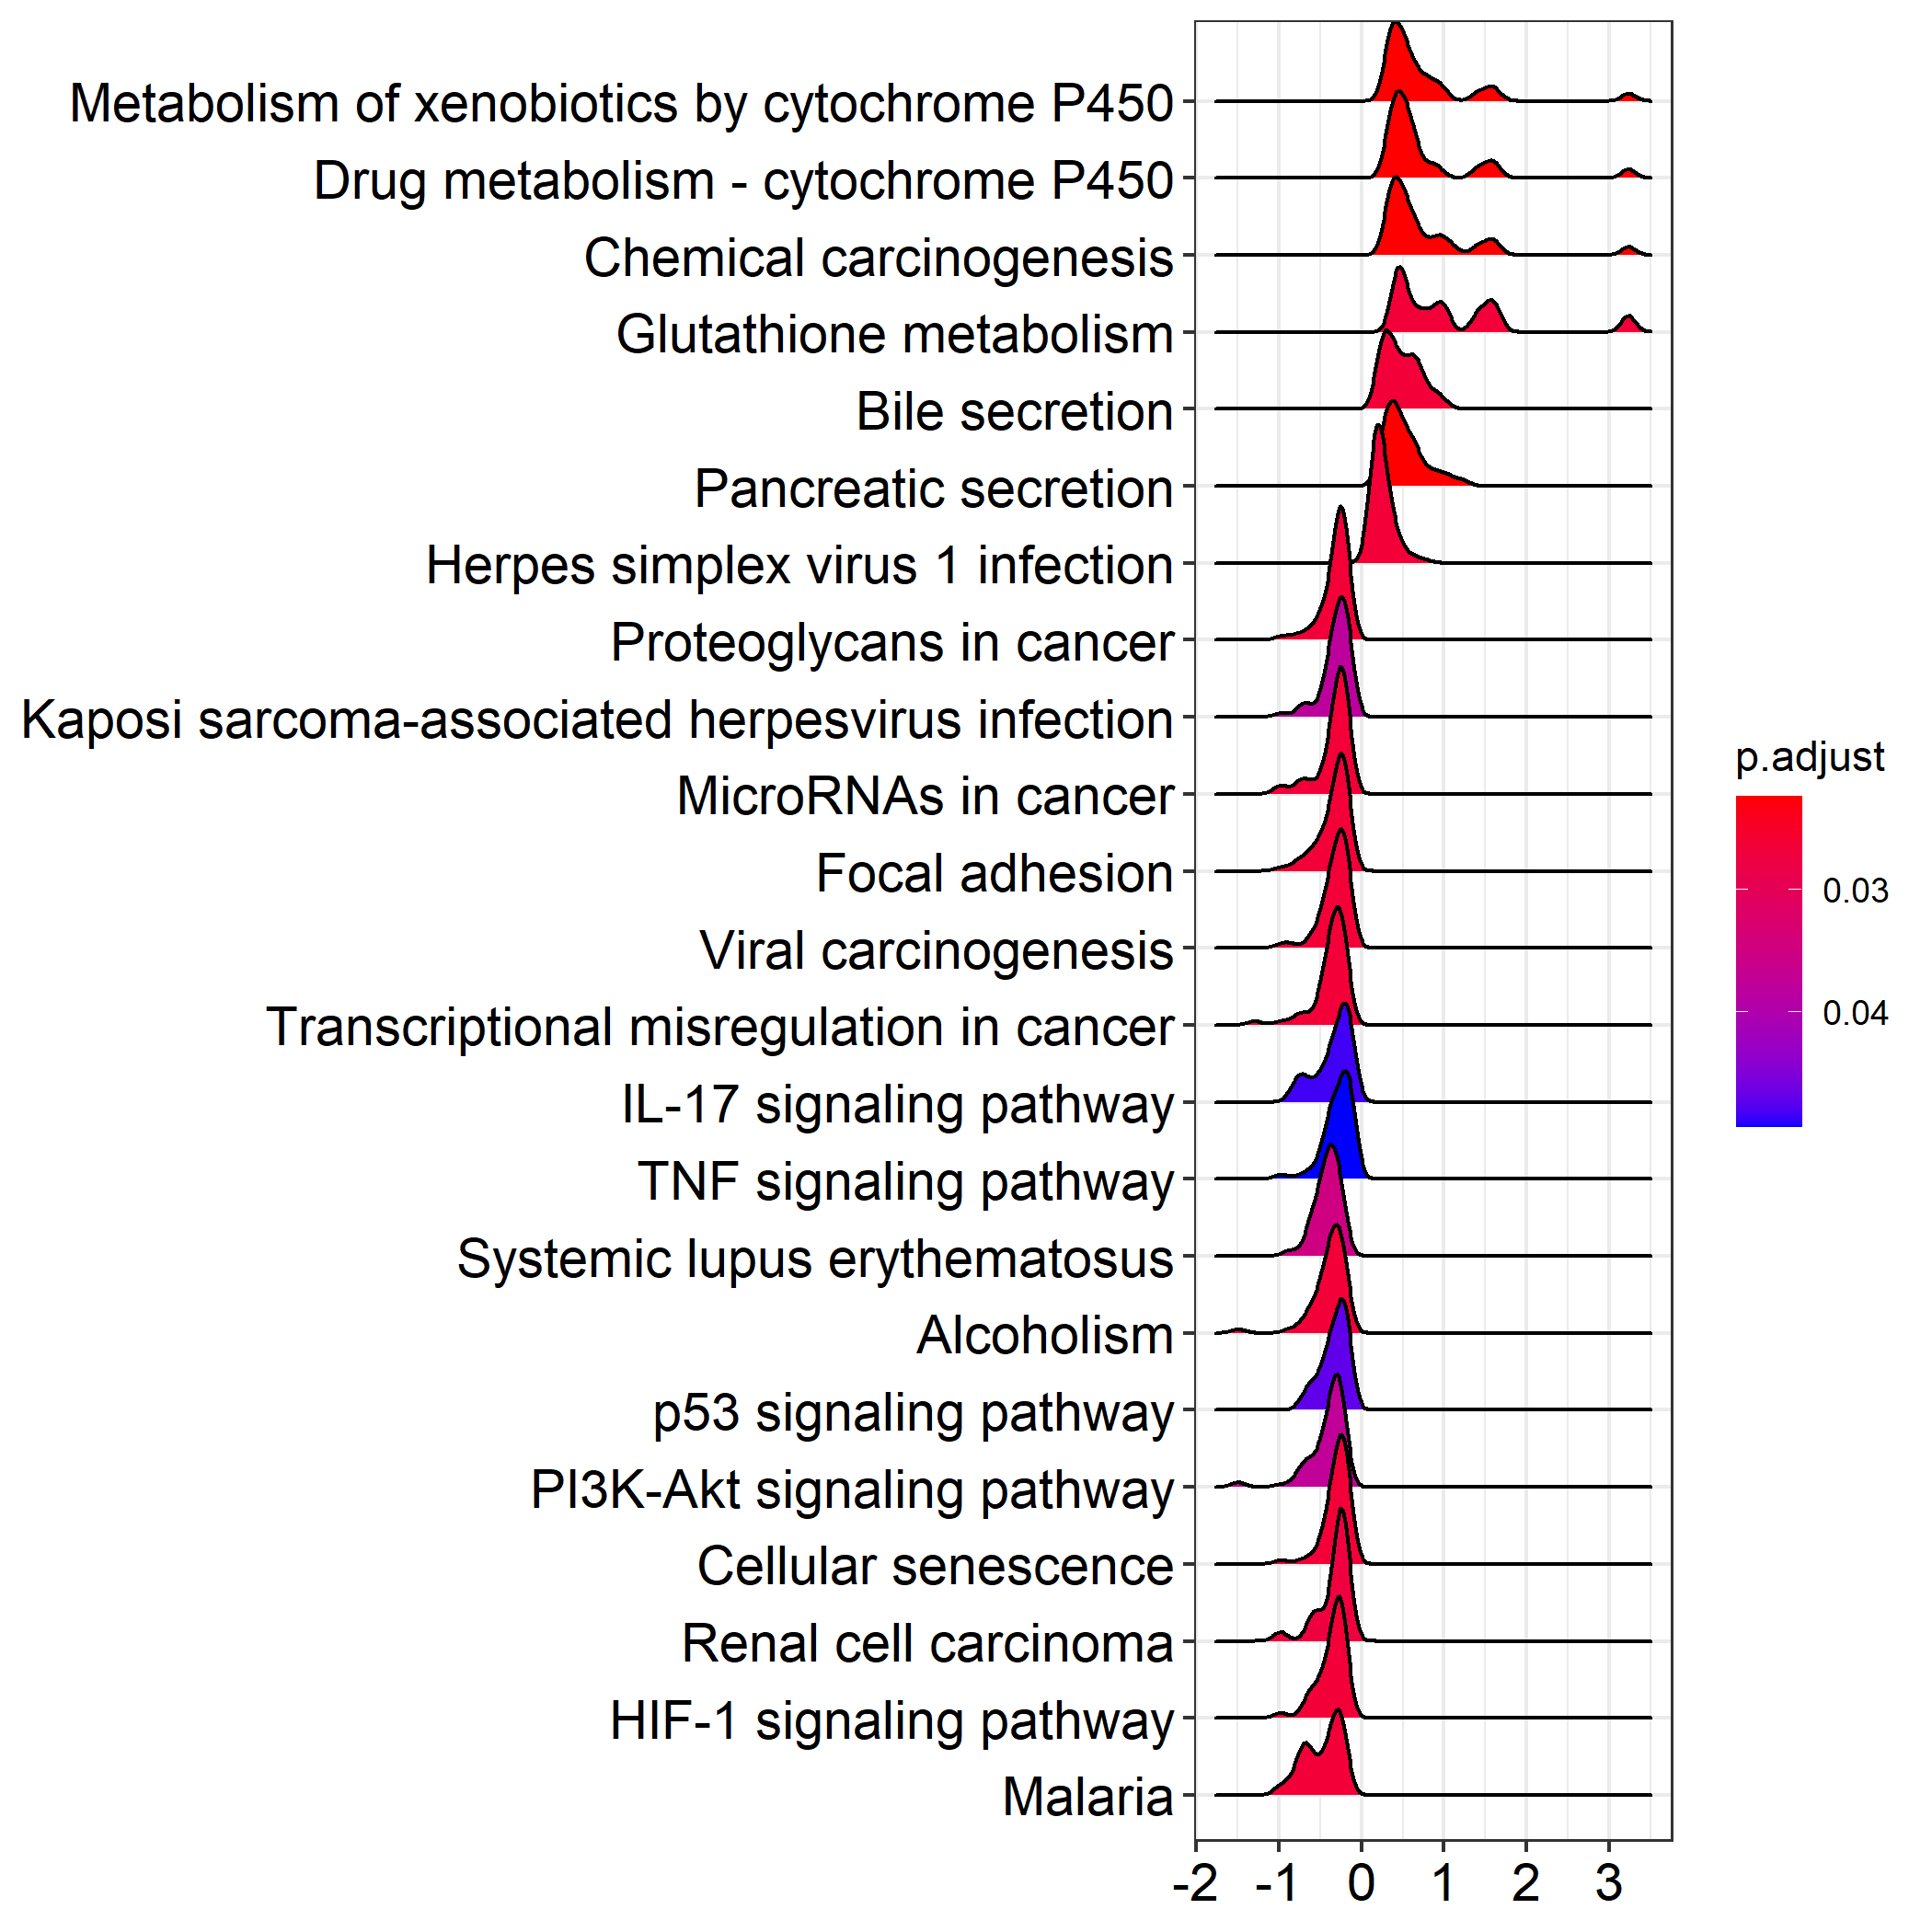 Metabolism of xenobiotics by cytochrome P450
Drug metabolism - cytochrome P450
Chemical carcinogenesis
Glutathione metabolism
Bile secretion
Pancreatic secretion
Herpes simplex virus 1 infection
Proteoglycans in cancer
Kaposi sarcoma-associated herpesvirus infection
MicroRNAs in cancer
Focal adhesion
Viral carcinogenesis
Transcriptional misregulation in cancer
IL-17 signaling pathway
TNF signaling pathway
Systemic lupus erythematosus
Alcoholism
p53 signaling pathway
PI3K-Akt signaling pathway
Cellular senescence
Renal cell carcinoma
HIF-1 signaling pathway
Malaria
-2 -1 0 1 2 3
p.adjust
0.03
0.04